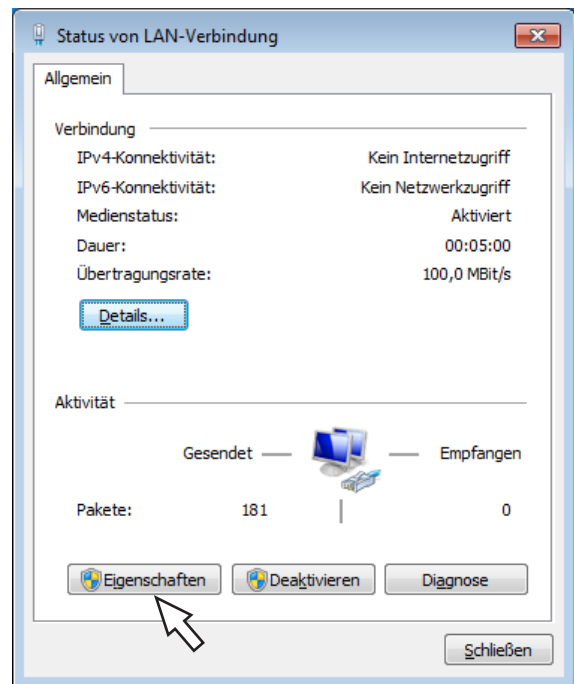 Status von LAN-Verbindung
Allgemein
Verbindung
IPv4-Konnektivität: Kein Internetzugriff
IPv6-Konnektivität: Kein Netzwerkzugriff
Medienstatus: Aktiviert
Dauer: 00:05:00
Übertragungsrate: 100,0 MBit/s
Details...
Aktivität
Gesendet Empfangen
Pakete: 181 0
Eigenschaften Deaktivieren Diagnose
Schließen